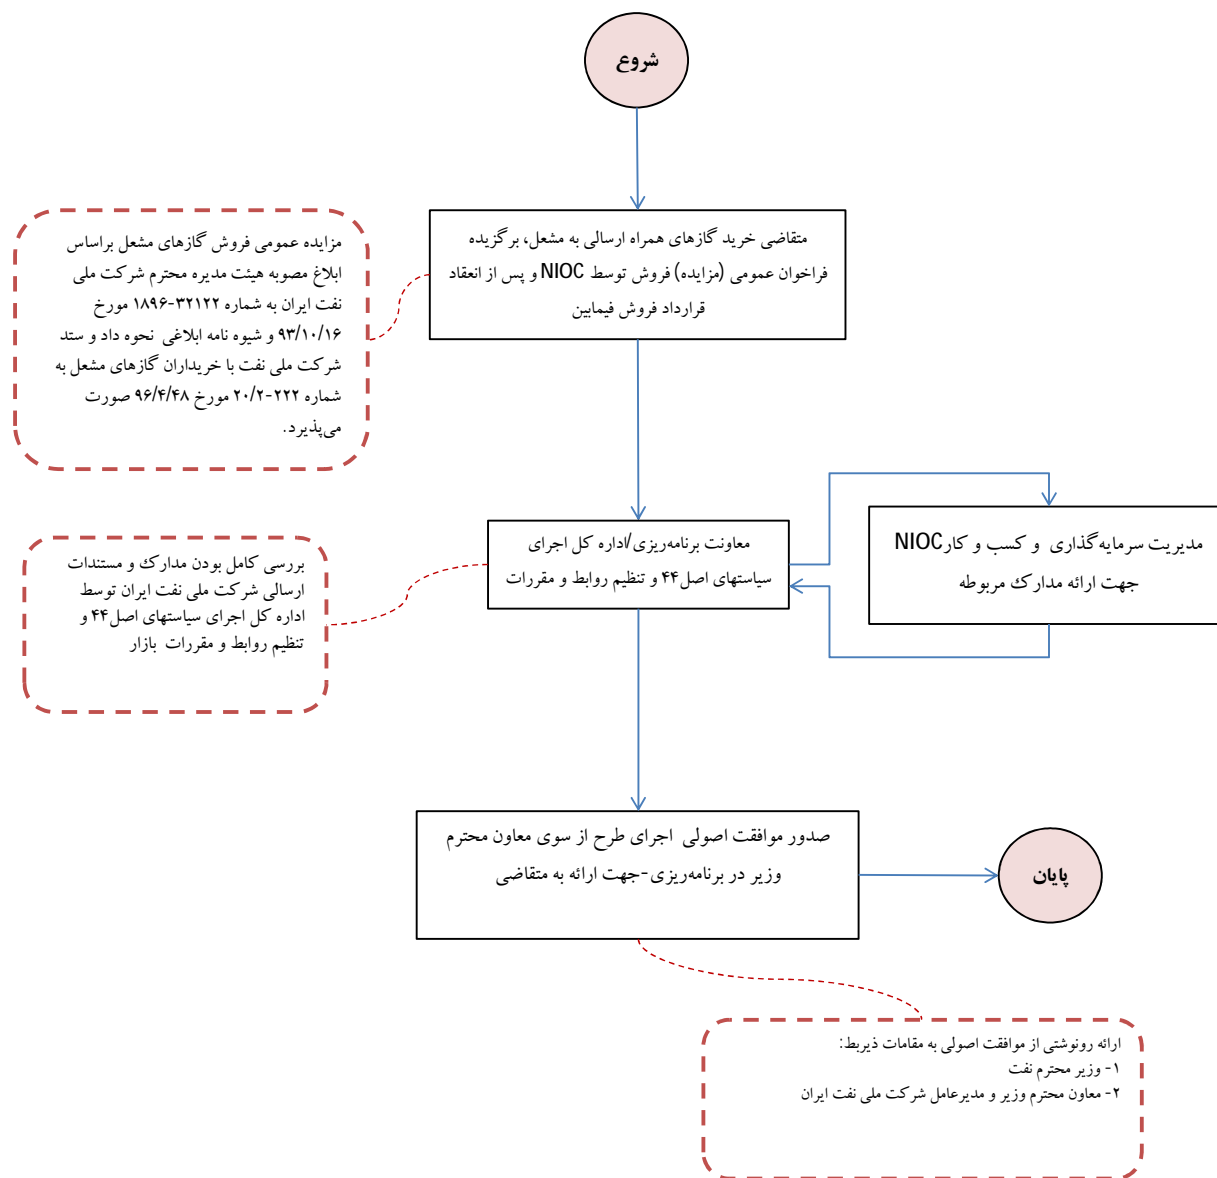 شروع
متقاضی خرید گازهای همراه ارسالی به مشعل، برگزیده
فراخوان عمومی (مزایده) فروش توسط NIOC و پس از انعقاد
قرارداد فروش فیمابین
مزایده عمومی فروش گازهای مشعل براساس
ابلاغ مصوبه هیئت مدیره محترم شرکت ملی
نفت ایران به شماره ۳۲۱۲۲-۱۸۹۶ مورخ
۹۳/۱۰/۱۶ و شیوه نامه ابلاغی نحوه داد و ستد
شرکت ملی نفت با خریداران گازهای مشعل به
شماره ۲۲۲-۲۰/۲ مورخ ۹۶/۴/۴۸ صورت
می‌پذیرد.
معاونت برنامه‌ریزی/اداره کل اجرای
سیاستهای اصل۴۴ و تنظیم روابط و مقررات
مدیریت سرمایه‌گذاری و کسب و کارNIOC
جهت ارائه مدارک مربوطه
بررسی کامل بودن مدارک و مستندات
ارسالی شرکت ملی نفت ایران توسط
اداره کل اجرای سیاستهای اصل۴۴ و
تنظیم روابط و مقررات بازار
صدور موافقت اصولی اجرای طرح از سوی معاون محترم
وزیر در برنامه‌ریزی-جهت ارائه به متقاضی
پایان
ارائه رونوشتی از موافقت اصولی به مقامات ذیربط:
۱- وزیر محترم نفت
۲- معاون محترم وزیر و مدیرعامل شرکت ملی نفت ایران